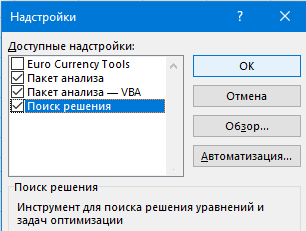 Надстройки
?
Доступные надстройки:
Euro Currency Tools
Пакет анализа
Пакет анализа — VBA
Поиск решения
ОК
Отмена
Обзор...
Автоматизация...
Поиск решения
Инструмент для поиска решения уравнений и
задач оптимизации